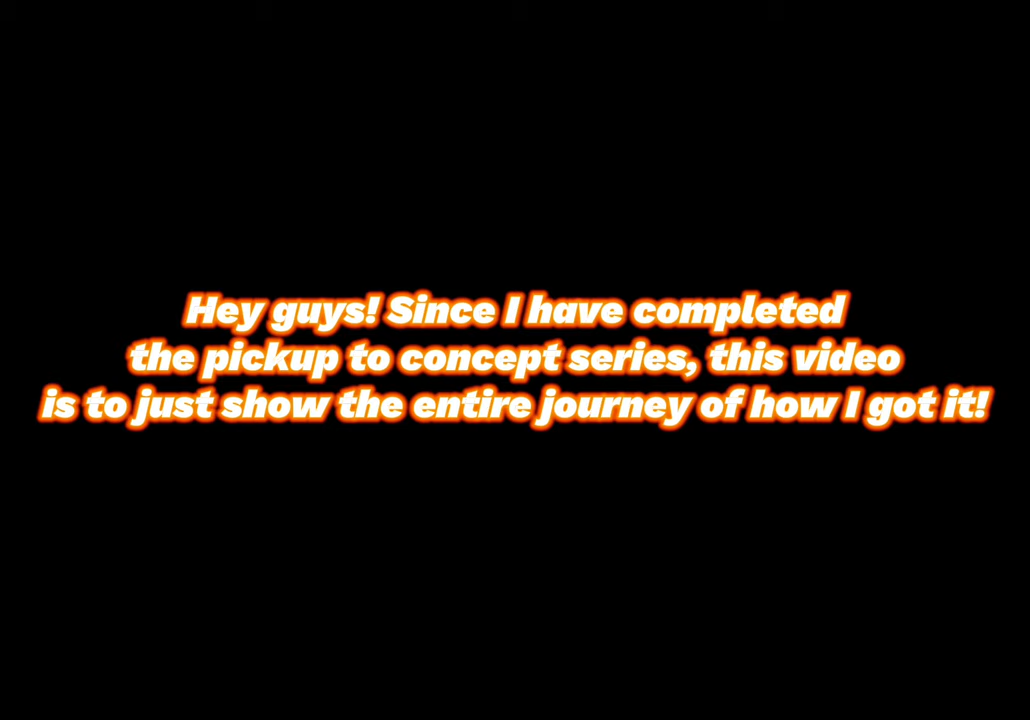 Hey guys! Since I have completed
the pickup to concept series, this video
is to just show the entire journey of how I got it!